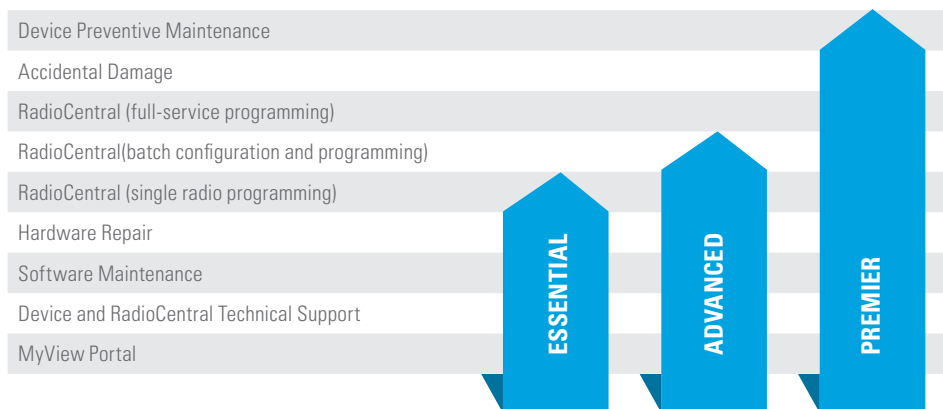 Device Preventive Maintenance
Accidental Damage
RadioCentral (full-service programming)
RadioCentral(batch configuration and programming)
RadioCentral (single radio programming)
Hardware Repair
Software Maintenance
Device and RadioCentral Technical Support
MyView Portal
ESSENTIAL
ADVANCED
PREMIER